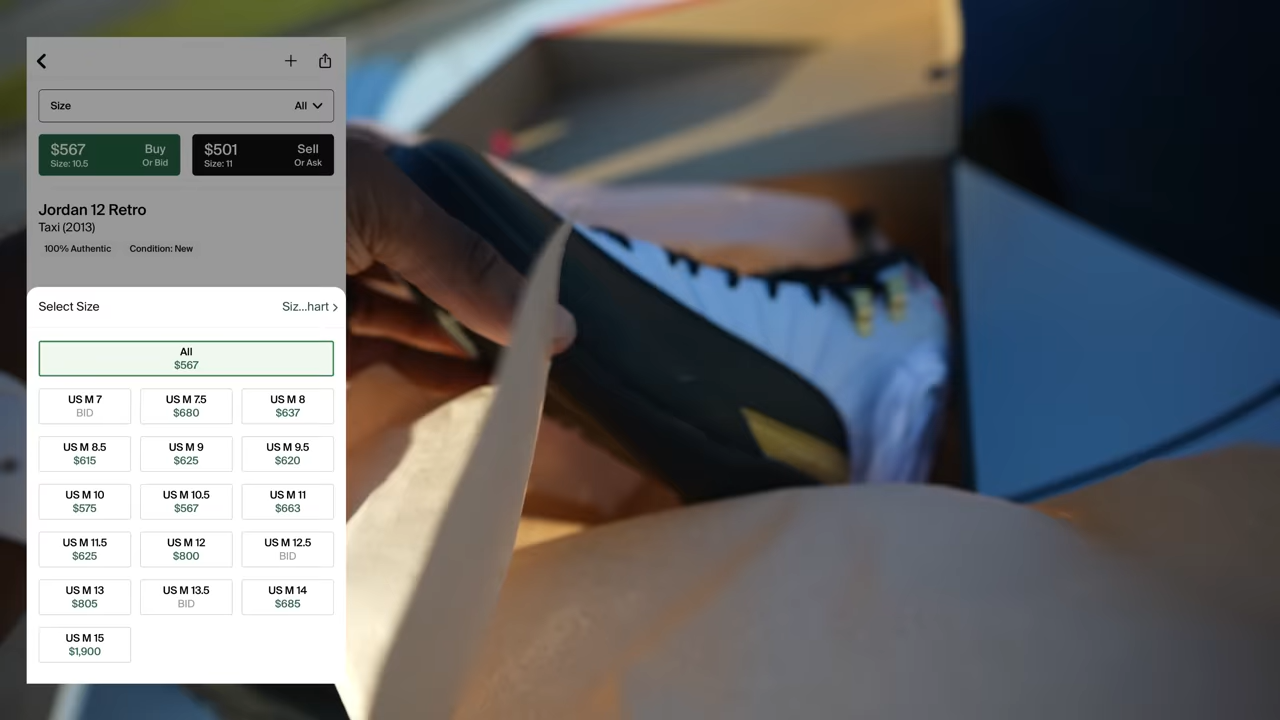 Size
All
$567
Buy
Size: 10.5
Or Bid
$501
Sell
Size: 11
Or Ask
Jordan 12 Retro
Taxi (2013)
100% Authentic
Condition: New
Select Size
Siz...hart
All
$567
US M 7
BID
US M 7.5
$680
US M 8
$637
US M 8.5
$615
US M 9
$625
US M 9.5
$620
US M 10
$575
US M 10.5
$567
US M 11
$663
US M 11.5
$625
US M 12
$800
US M 12.5
BID
US M 13
$805
US M 13.5
BID
US M 14
$685
US M 15
$1,900